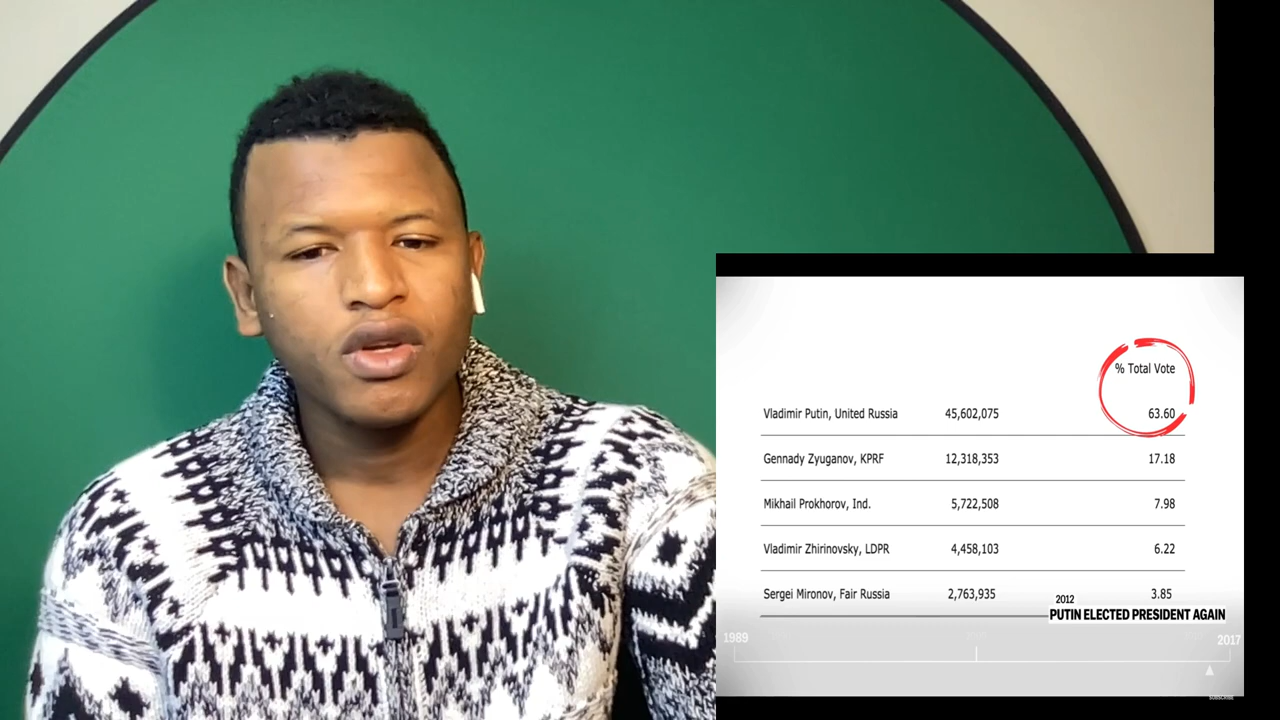 % Total Vote
Vladimir Putin, United Russia 45,602,075 63.60
Gennady Zyuganov, KPRF 12,318,353 17.18
Mikhail Prokhorov, Ind. 5,722,508 7.98
Vladimir Zhirinovsky, LDPR 4,458,103 6.22
Sergei Mironov, Fair Russia 2,763,935 3.85
2012
PUTIN ELECTED PRESIDENT AGAIN
1989 2017
SUBSCRIBE